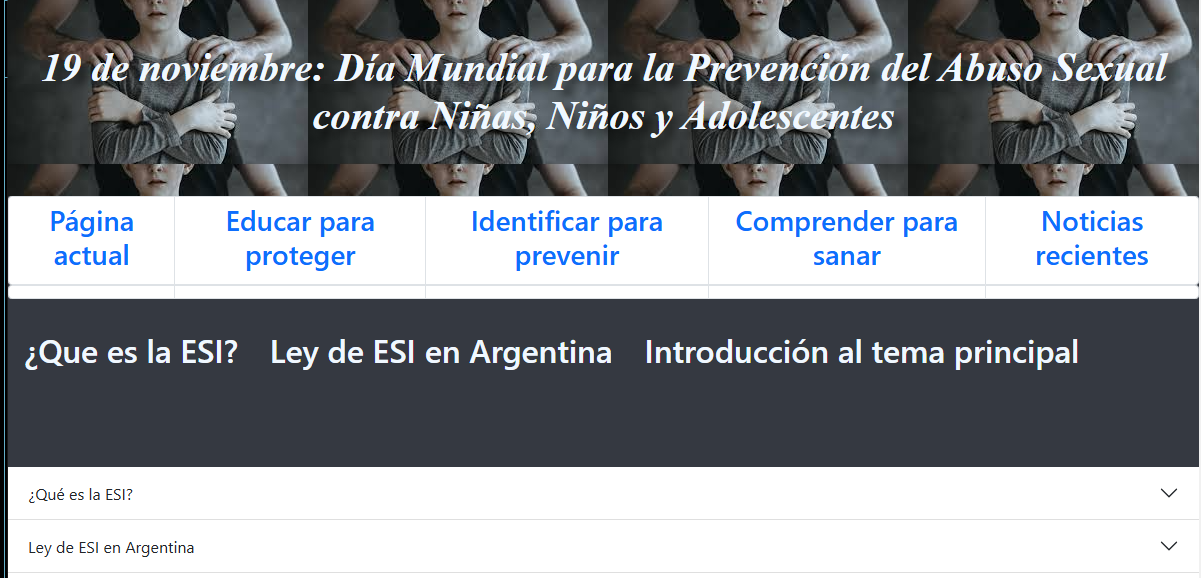 19 de noviembre: Día Mundial para la Prevención del Abuso Sexual
contra Niñas, Niños y Adolescentes
Página
actual
Educar para
proteger
Identificar para
prevenir
Comprender para
sanar
Noticias
recientes
¿Que es la ESI?
Ley de ESI en Argentina
Introducción al tema principal
¿Qué es la ESI?
Ley de ESI en Argentina